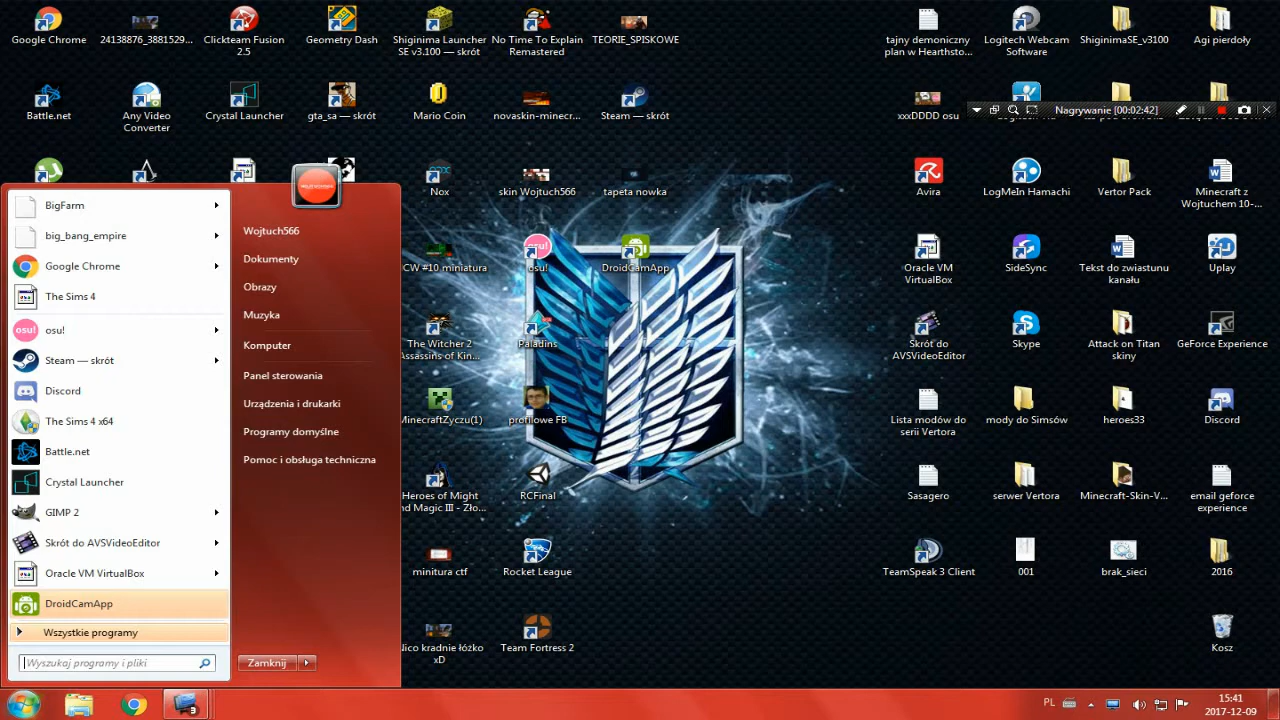 Google Chrome
24138876_3881529...
Clickteam Fusion
2.5
Geometry Dash
Shiginima Launcher
SE v3.100 — skrót
No Time To Explain
Remastered
TEORIE_SPISKOWE
tajny demoniczny
plan w Hearthsto...
Logitech Webcam
Software
ShiginimaSE_v3100
Agi pierdoły
Battle.net
Any Video
Converter
Crystal Launcher
gta_sa — skrót
Mario Coin
novaskin-minecr...
Steam — skrót
xxxDDDD osu
Nagrywanie [00:02:42]
Nox
skin Wojtuch566
tapeta nowka
Avira
LogMeIn Hamachi
Vertor Pack
Minecraft z
Wojtuchem 10-...
CW #10 miniatura
osu!
DroidCamApp
Oracle VM
VirtualBox
SideSync
Tekst do zwiastunu
kanału
Uplay
The Witcher 2
Assassins of Kin...
Paladins
Skrót do
AVSVideoEditor
Skype
Attack on Titan
skiny
GeForce Experience
MinecraftZyczu(1)
profilowe FB
Lista modów do
serii Vertora
mody do Simsów
heroes33
Discord
Heroes of Might
nd Magic III - Zło...
RCFinal
Sasagero
serwer Vertora
Minecraft-Skin-V...
email geforce
experience
minitura ctf
Rocket League
TeamSpeak 3 Client
001
brak_sieci
2016
Nico kradnie łóżko
xD
Team Fortress 2
Kosz
BigFarm
big_bang_empire
Google Chrome
The Sims 4
osu!
Steam — skrót
Discord
The Sims 4 x64
Battle.net
Crystal Launcher
GIMP 2
Skrót do AVSVideoEditor
Oracle VM VirtualBox
DroidCamApp
Wszystkie programy
Wyszukaj programy i pliki
Wojtuch566
Dokumenty
Obrazy
Muzyka
Komputer
Panel sterowania
Urządzenia i drukarki
Programy domyślne
Pomoc i obsługa techniczna
Zamknij
PL
15:41
2017-12-09